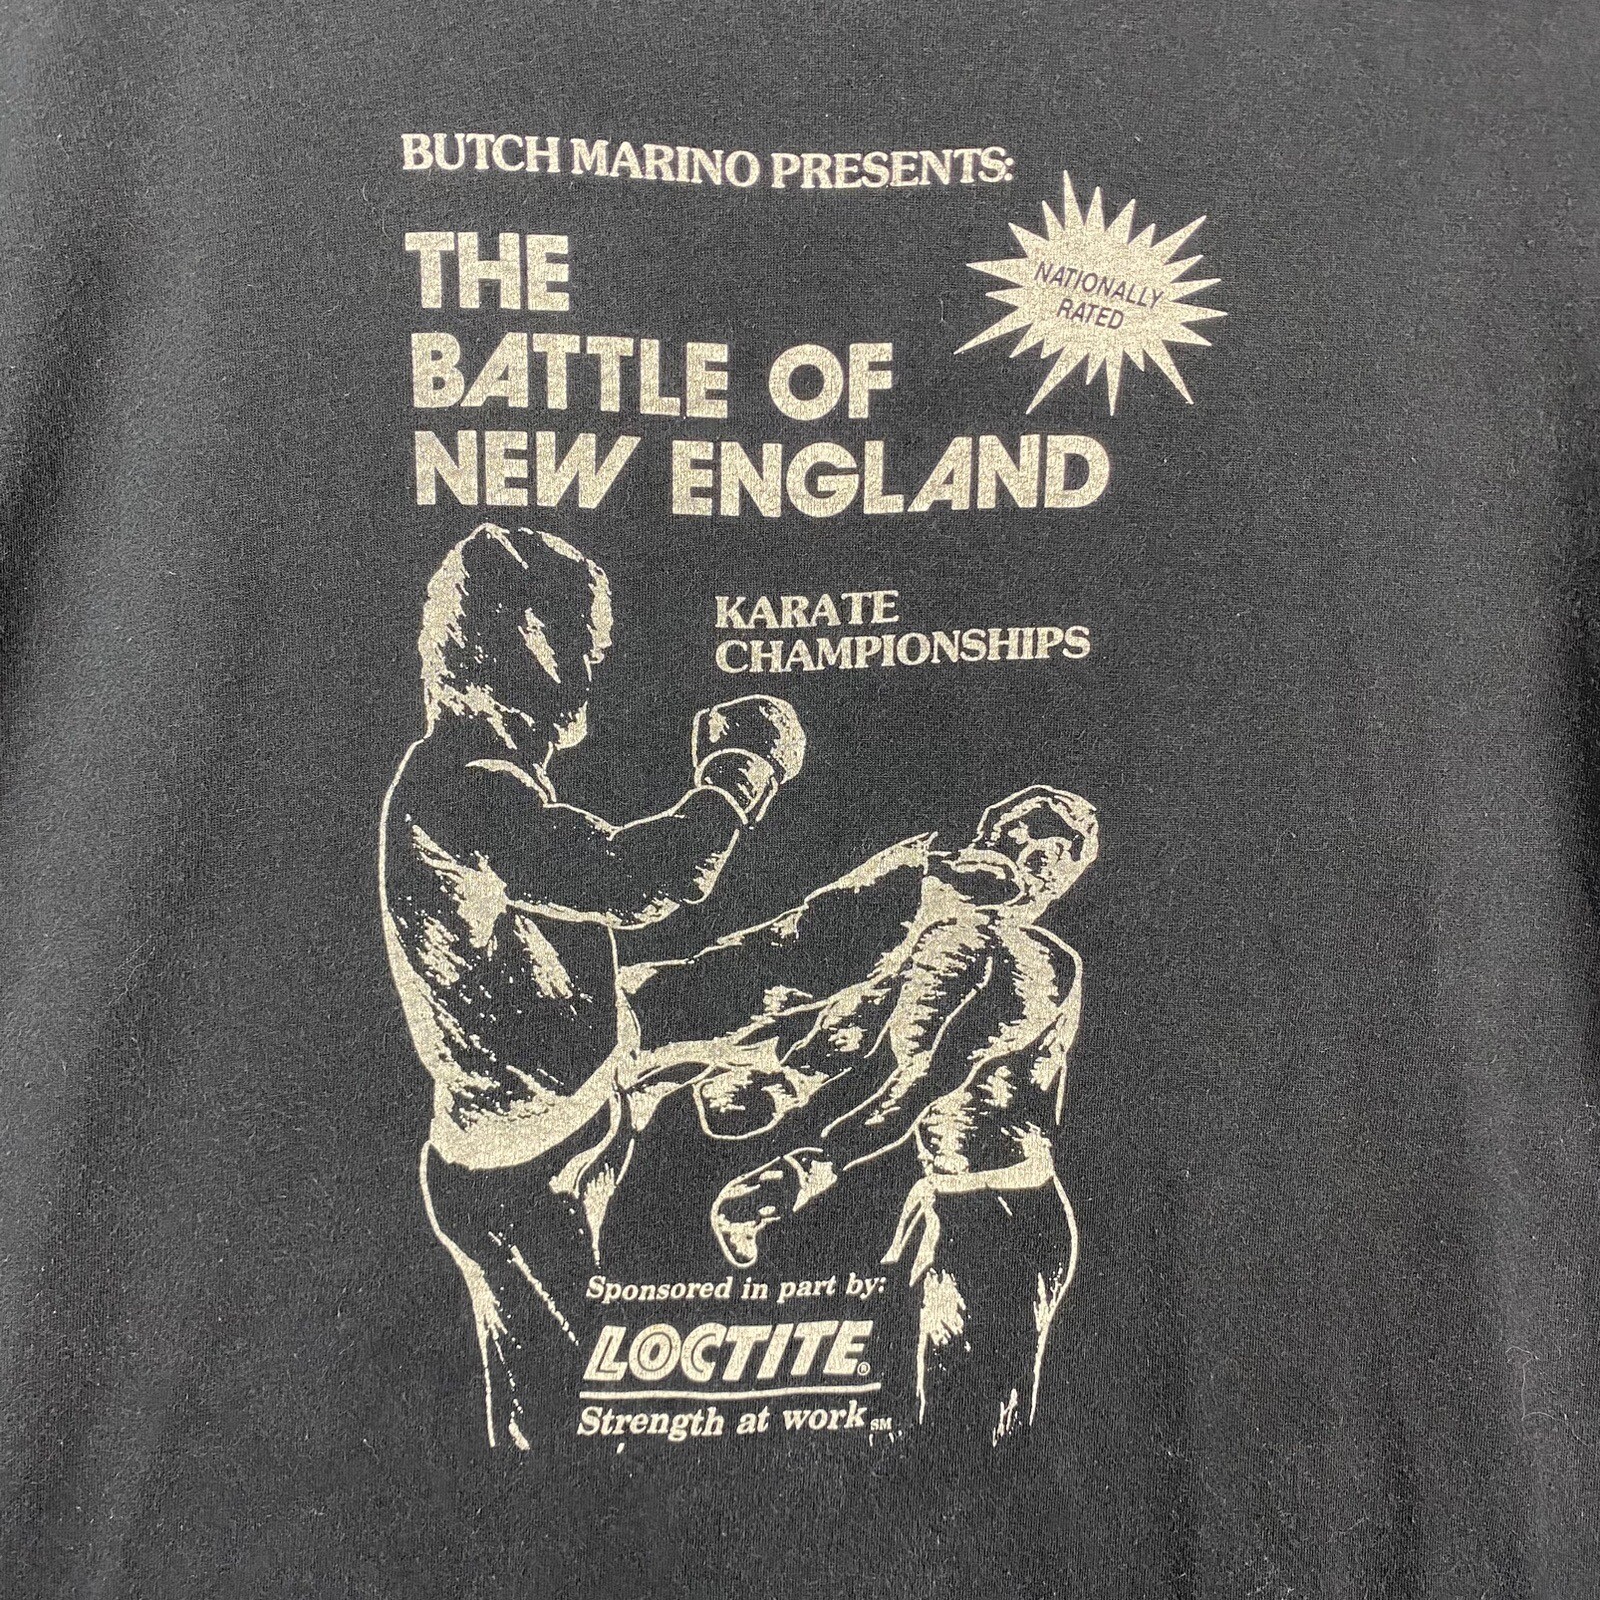 BUTCH MARINO PRESENTS:
THE
BATTLE OF
NEW ENGLAND
NATIONALLY
RATED
KARATE
CHAMPIONSHIPS
Sponsored in part by:
LOCTITE®
Strength at work SM